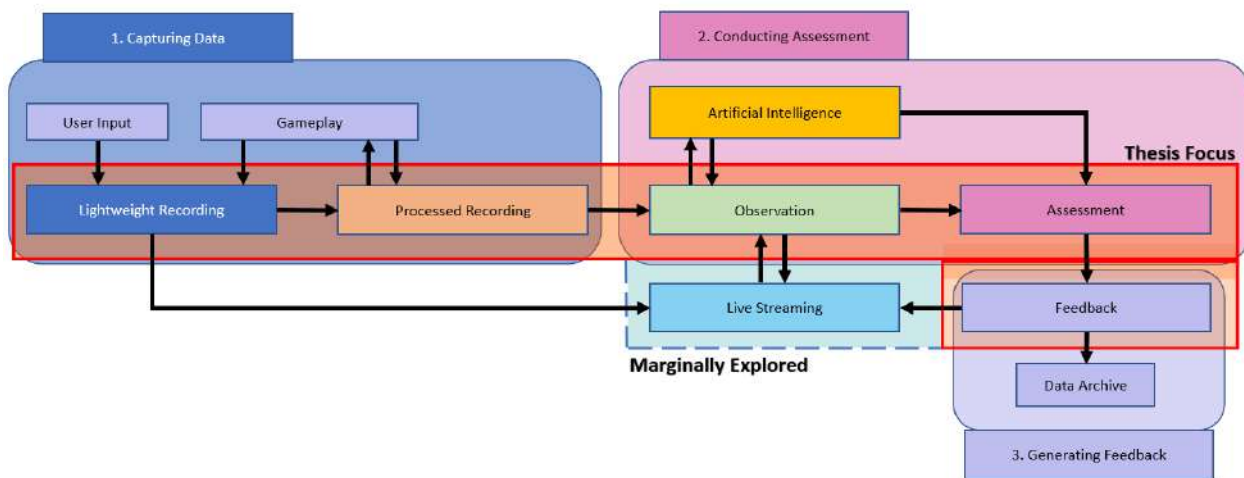 1. Capturing Data
2. Conducting Assessment
User Input
Gameplay
Artificial Intelligence
Thesis Focus
Lightweight Recording
Processed Recording
Observation
Assessment
Live Streaming
Feedback
Marginally Explored
Data Archive
3. Generating Feedback